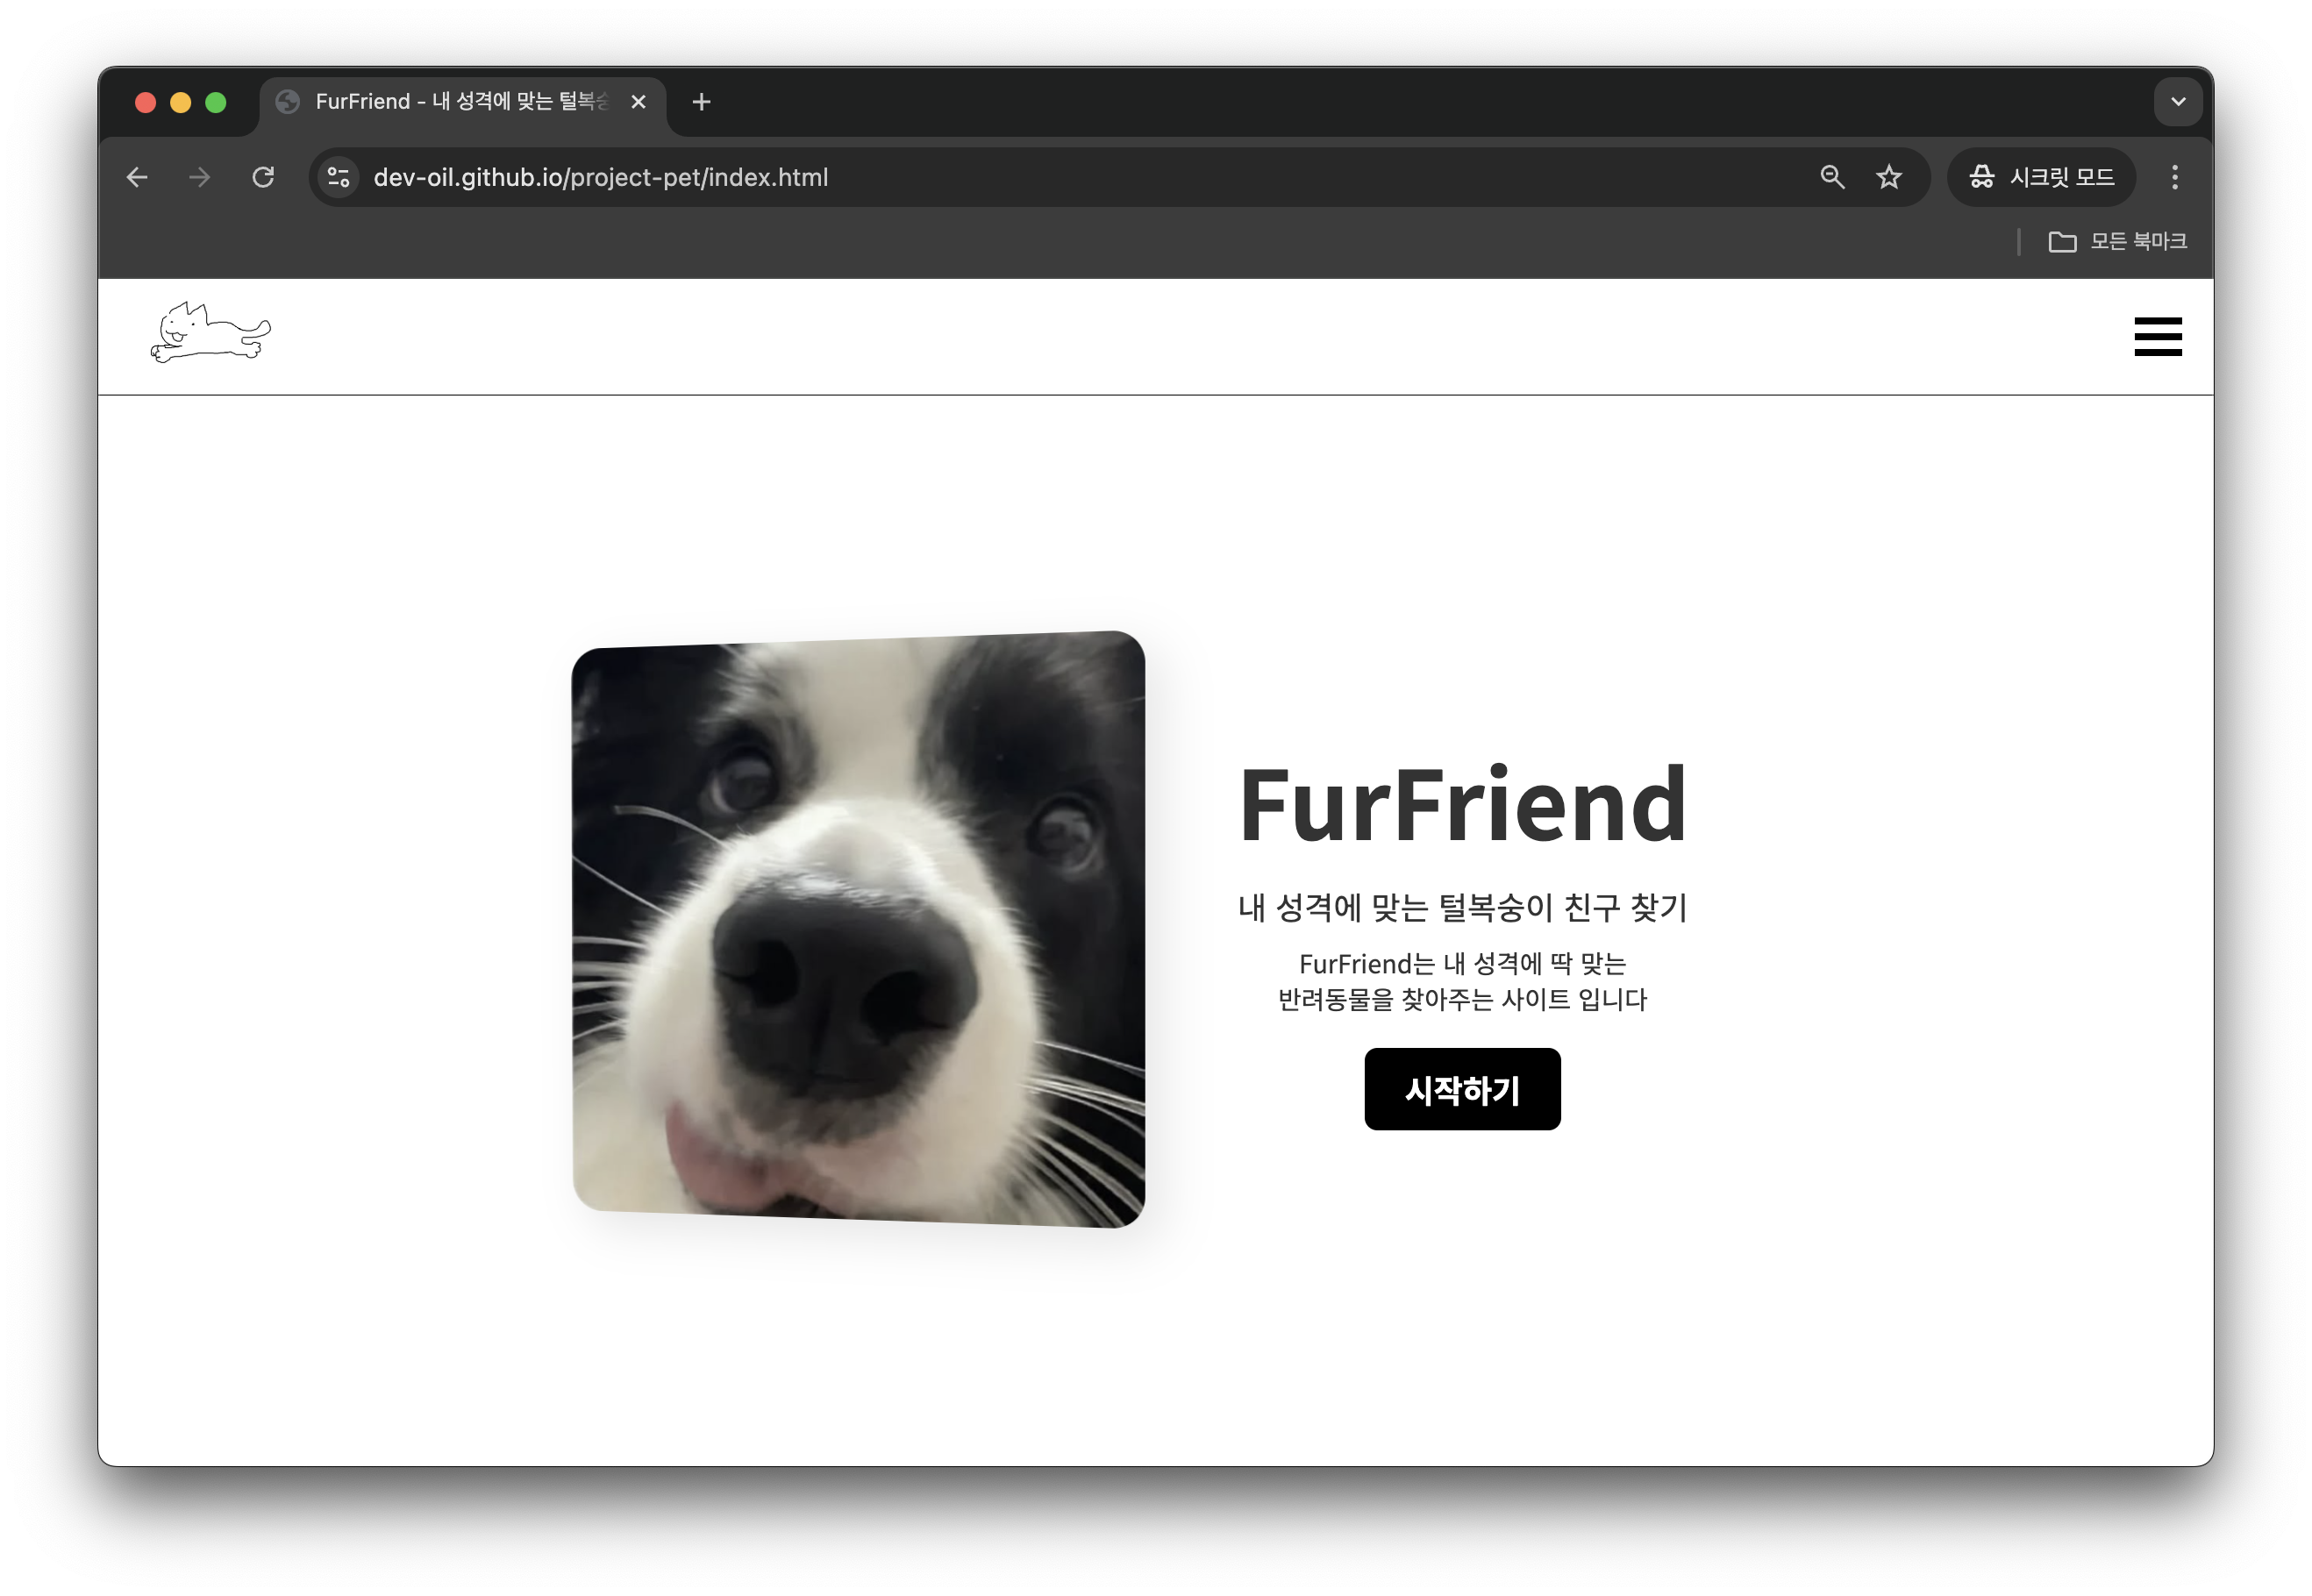 FurFriend - 내 성격에 맞는 털복숭
dev-oil.github.io/project-pet/index.html
시크릿 모드
모든 북마크
FurFriend
내 성격에 맞는 털복숭이 친구 찾기
FurFriend는 내 성격에 딱 맞는
반려동물을 찾아주는 사이트 입니다
시작하기